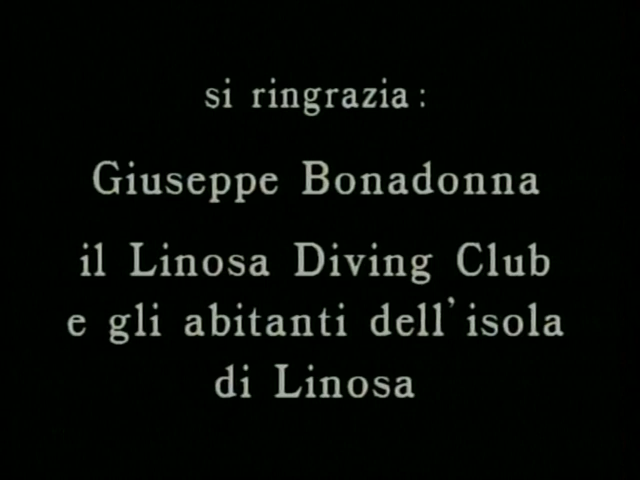 si ringrazia:
Giuseppe Bonadonna
il Linosa Diving Club
e gli abitanti dell'isola
di Linosa